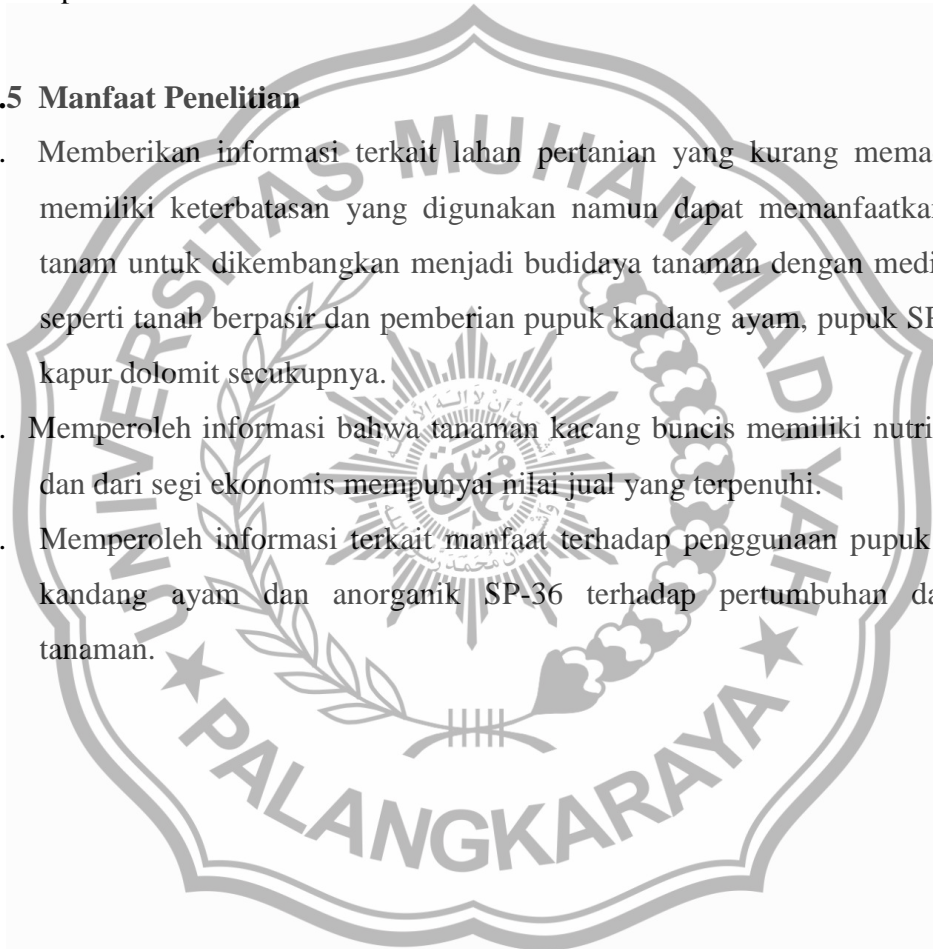 .5 Manfaat Penelitian
. Memberikan informasi terkait lahan pertanian yang kurang mema
memiliki keterbatasan yang digunakan namun dapat memanfaatka
tanam untuk dikembangkan menjadi budidaya tanaman dengan medi
seperti tanah berpasir dan pemberian pupuk kandang ayam, pupuk SP
kapur dolomit secukupnya.
. Memperoleh informasi bahwa tanaman kacang buncis memiliki nutri
dan dari segi ekonomis mempunyai nilai jual yang terpenuhi.
. Memperoleh informasi terkait manfaat terhadap penggunaan pupuk
kandang ayam dan anorganik SP-36 terhadap pertumbuhan da
tanaman.
UNIVERSITAS MUHAMMADIYAH
PALANGKARAYA